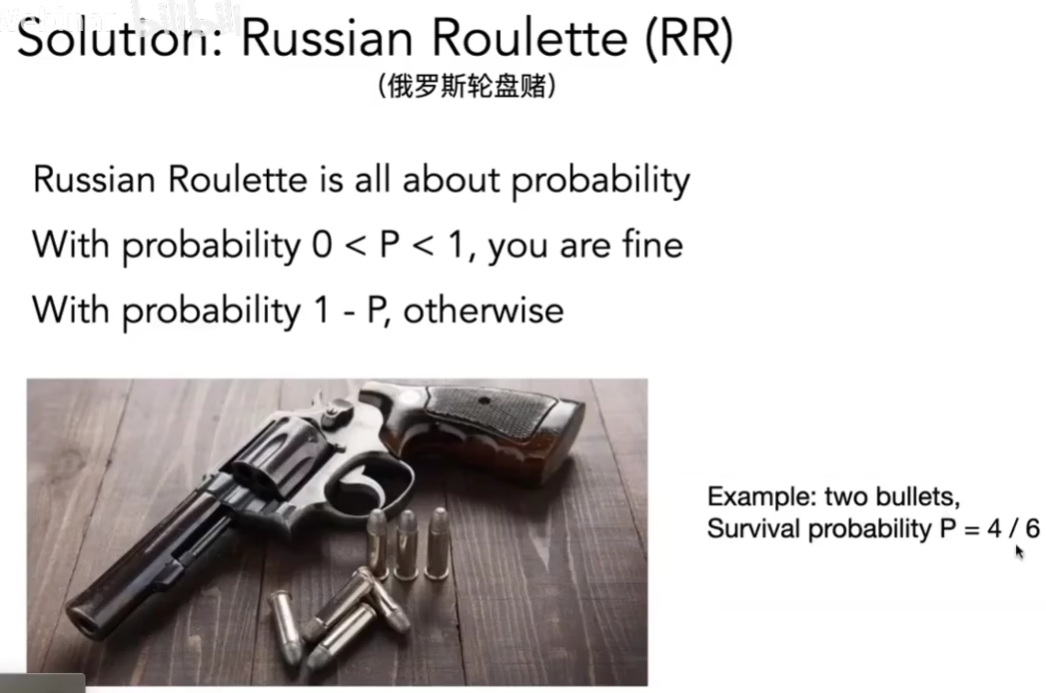 Solution: Russian Roulette (RR)
(俄罗斯轮盘赌)
Russian Roulette is all about probability
With probability 0 < P < 1, you are fine
With probability 1 - P, otherwise
Example: two bullets,
Survival probability P = 4 / 6